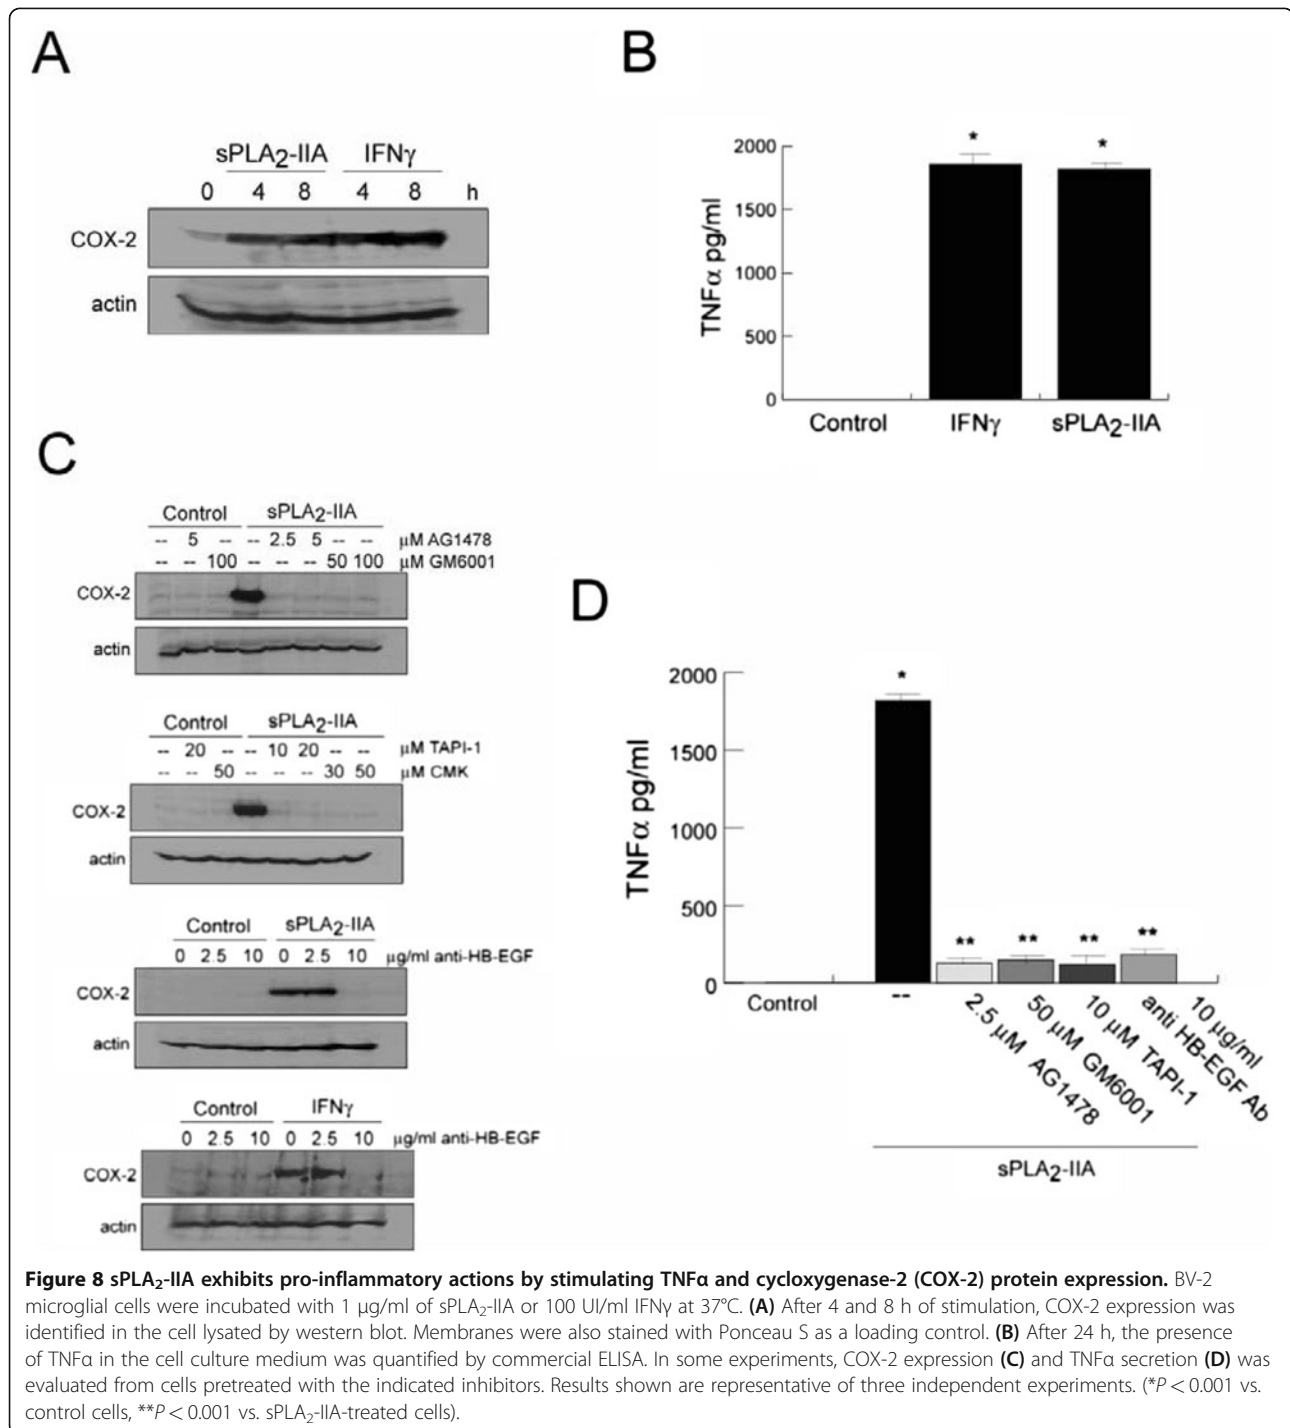 A
sPLA2-IIA IFNγ
0 4 8 4 8 h
COX-2
actin
B
2000
1500
1000
500
0
TNFα pg/ml
* *
Control IFNγ sPLA2-IIA
C
Control sPLA2-IIA
-- 5 -- -- 2.5 5 -- -- μM AG1478
-- -- 100 -- -- -- 50 100 μM GM6001
COX-2
actin
Control sPLA2-IIA
-- 20 -- -- 10 20 -- -- μM TAPI-1
-- -- 50 -- -- -- 30 50 μM CMK
COX-2
actin
Control sPLA2-IIA
0 2.5 10 0 2.5 10 μg/ml anti-HB-EGF
COX-2
actin
Control IFNγ
0 2.5 10 0 2.5 10 μg/ml anti-HB-EGF
COX-2
actin
D
2000
1500
1000
500
0
TNFα pg/ml
*
** ** ** **
Control
--
2.5 μM AG1478
50 μM GM6001
10 μM TAPI-1
anti HB-EGF Ab
10 μg/ml
sPLA2-IIA
Figure 8 sPLA2-IIA exhibits pro-inflammatory actions by stimulating TNFα and cycloxygenase-2 (COX-2) protein expression. BV-2
microglial cells were incubated with 1 μg/ml of sPLA2-IIA or 100 UI/ml IFNγ at 37°C. (A) After 4 and 8 h of stimulation, COX-2 expression was
identified in the cell lysated by western blot. Membranes were also stained with Ponceau S as a loading control. (B) After 24 h, the presence
of TNFα in the cell culture medium was quantified by commercial ELISA. In some experiments, COX-2 expression (C) and TNFα secretion (D) was
evaluated from cells pretreated with the indicated inhibitors. Results shown are representative of three independent experiments. (*P < 0.001 vs.
control cells, **P < 0.001 vs. sPLA2-IIA-treated cells).